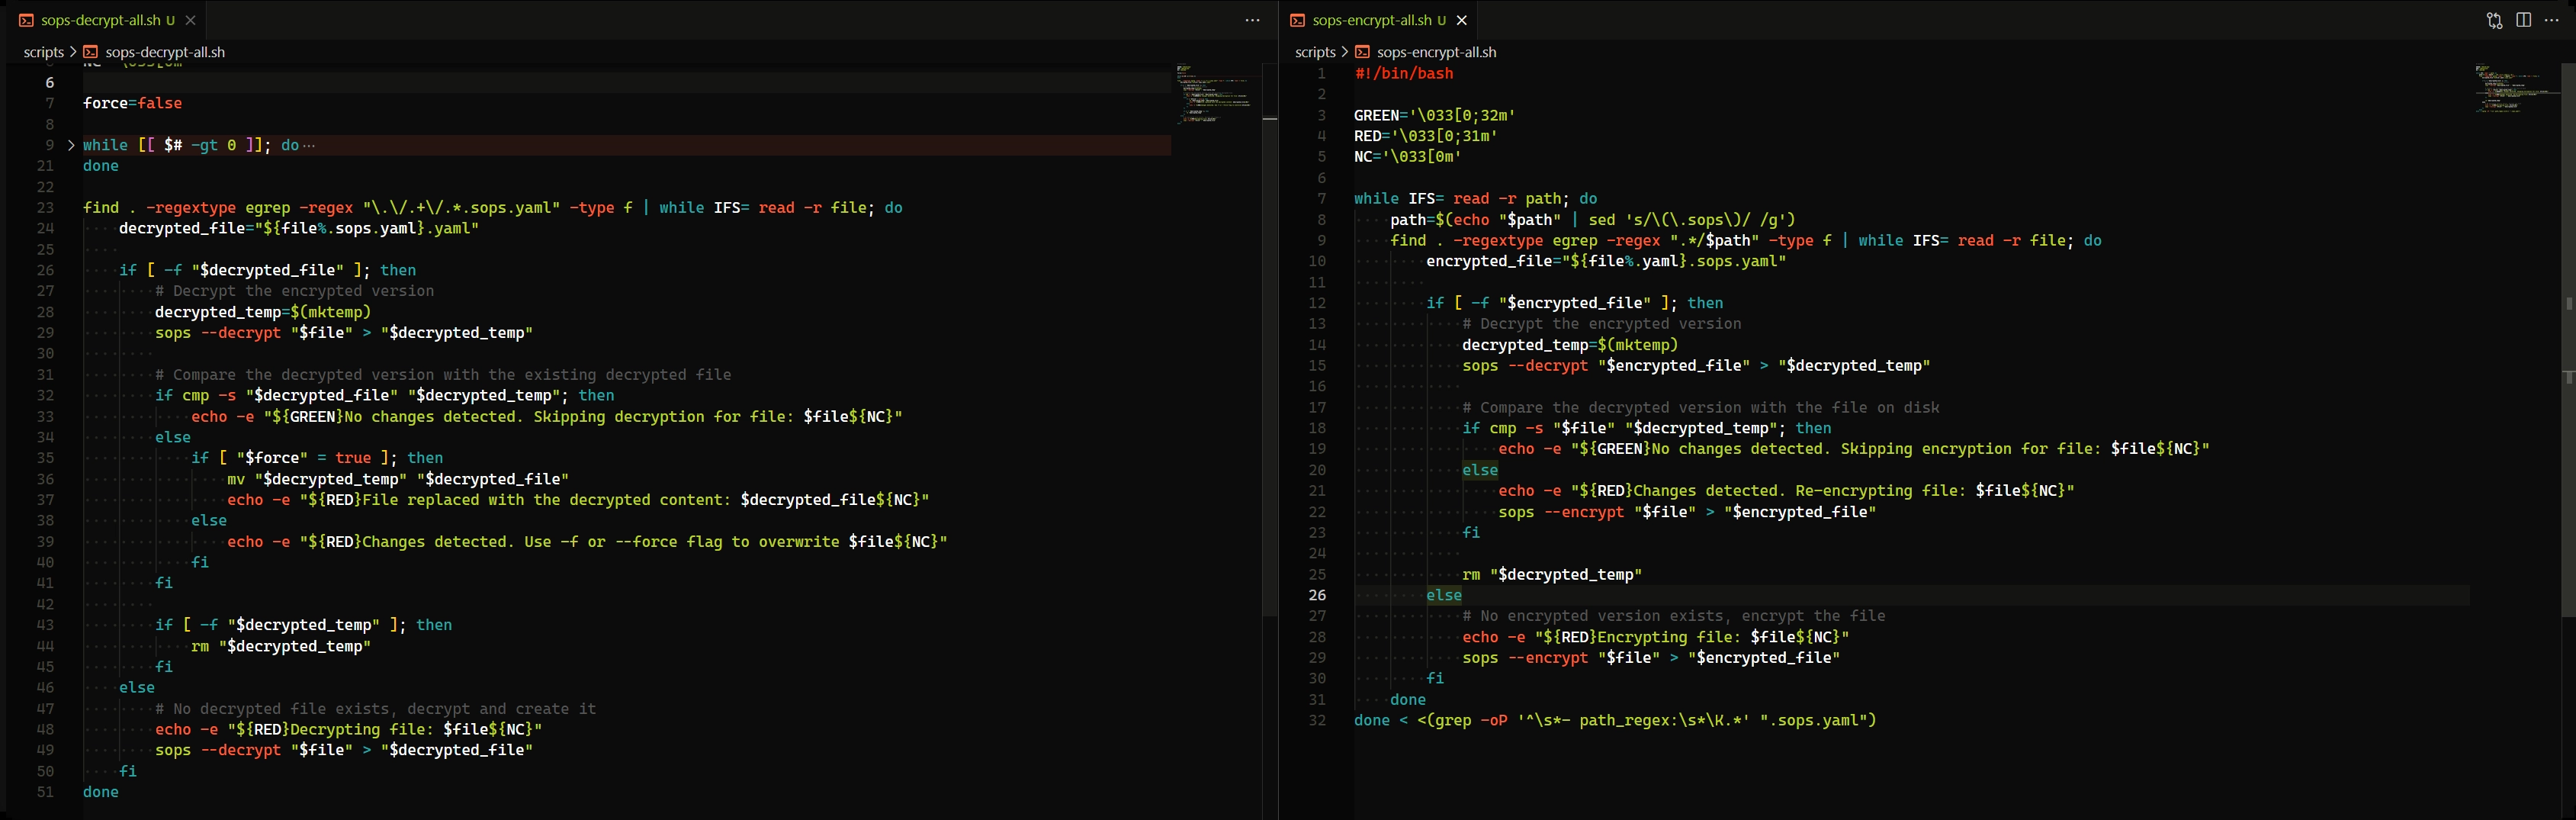 sops-decrypt-all.sh U
scripts > sops-decrypt-all.sh
6
7 force=false
8
9 while [[ $# -gt 0 ]]; do···
21 done
22
23 find . -regextype egrep -regex "\.\/.+\/.*.sops.yaml" -type f | while IFS= read -r file; do
24 decrypted_file="${file%.sops.yaml}.yaml"
25
26 if [ -f "$decrypted_file" ]; then
27 # Decrypt the encrypted version
28 decrypted_temp=$(mktemp)
29 sops --decrypt "$file" > "$decrypted_temp"
30
31 # Compare the decrypted version with the existing decrypted file
32 if cmp -s "$decrypted_file" "$decrypted_temp"; then
33 echo -e "${GREEN}No changes detected. Skipping decryption for file: $file${NC}"
34 else
35 if [ "$force" = true ]; then
36 mv "$decrypted_temp" "$decrypted_file"
37 echo -e "${RED}File replaced with the decrypted content: $decrypted_file${NC}"
38 else
39 echo -e "${RED}Changes detected. Use -f or --force flag to overwrite $file${NC}"
40 fi
41 fi
42
43 if [ -f "$decrypted_temp" ]; then
44 rm "$decrypted_temp"
45 fi
46 else
47 # No decrypted file exists, decrypt and create it
48 echo -e "${RED}Decrypting file: $file${NC}"
49 sops --decrypt "$file" > "$decrypted_file"
50 fi
51 done
sops-encrypt-all.sh U
scripts > sops-encrypt-all.sh
1 #!/bin/bash
2
3 GREEN='\033[0;32m'
4 RED='\033[0;31m'
5 NC='\033[0m'
6
7 while IFS= read -r path; do
8 path=$(echo "$path" | sed 's/\(\.sops\)/ /g')
9 find . -regextype egrep -regex ".*/$path" -type f | while IFS= read -r file; do
10 encrypted_file="${file%.yaml}.sops.yaml"
11
12 if [ -f "$encrypted_file" ]; then
13 # Decrypt the encrypted version
14 decrypted_temp=$(mktemp)
15 sops --decrypt "$encrypted_file" > "$decrypted_temp"
16
17 # Compare the decrypted version with the file on disk
18 if cmp -s "$file" "$decrypted_temp"; then
19 echo -e "${GREEN}No changes detected. Skipping encryption for file: $file${NC}"
20 else
21 echo -e "${RED}Changes detected. Re-encrypting file: $file${NC}"
22 sops --encrypt "$file" > "$encrypted_file"
23 fi
24
25 rm "$decrypted_temp"
26 else
27 # No encrypted version exists, encrypt the file
28 echo -e "${RED}Encrypting file: $file${NC}"
29 sops --encrypt "$file" > "$encrypted_file"
30 fi
31 done
32 done < <(grep -oP '^\s*- path_regex:\s*\K.*' ".sops.yaml")